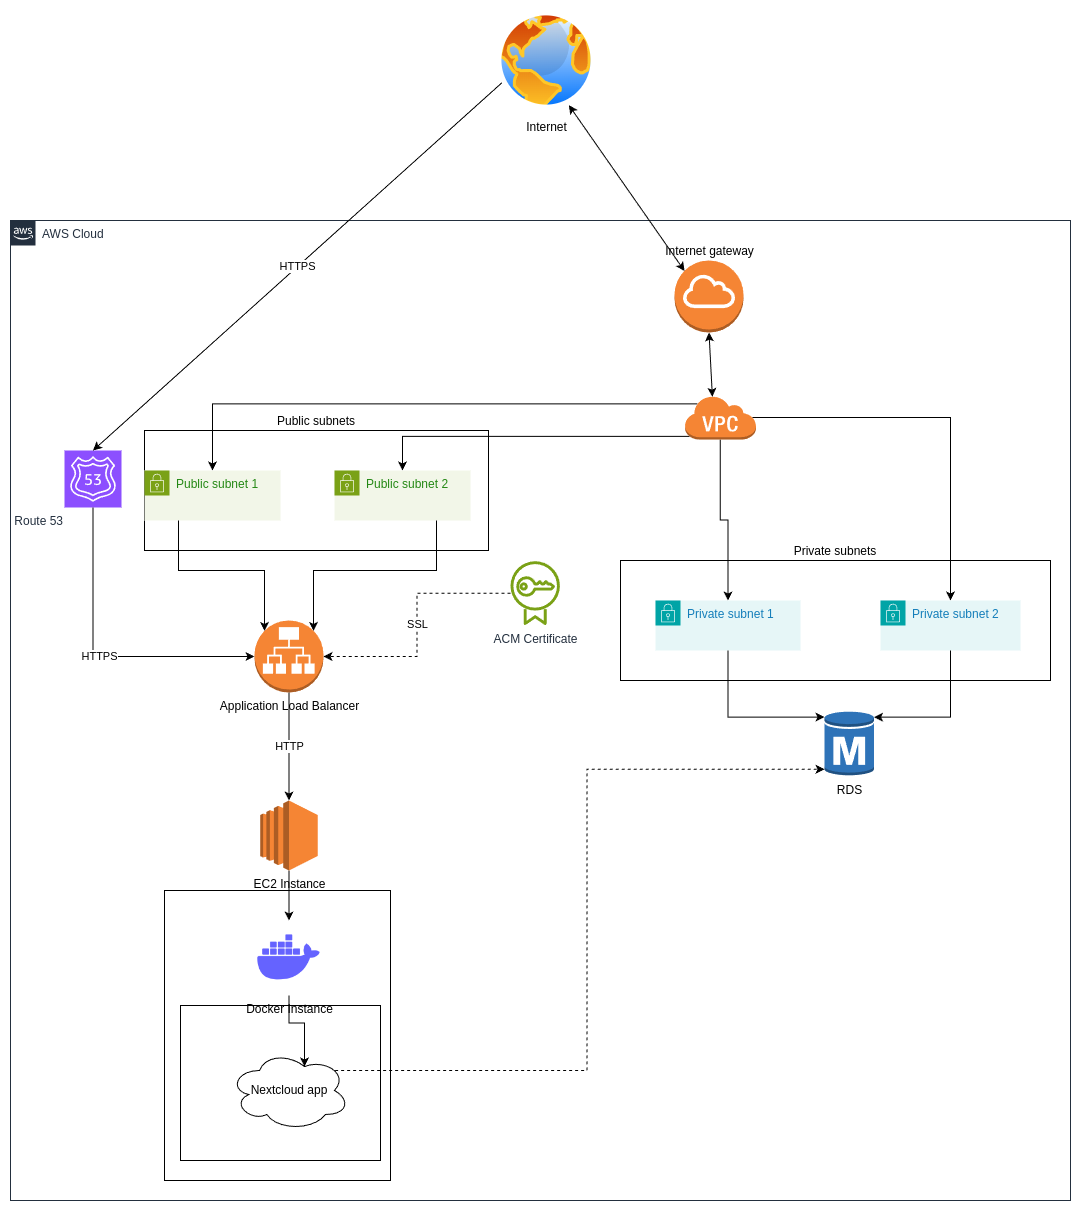 Internet
aws
AWS Cloud
Internet gateway
HTTPS
VPC
Public subnets
53
Public subnet 1
Public subnet 2
Route 53
Private subnets
Private subnet 1
Private subnet 2
SSL
ACM Certificate
HTTPS
Application Load Balancer
HTTP
M
RDS
EC2 Instance
Docker Instance
Nextcloud app